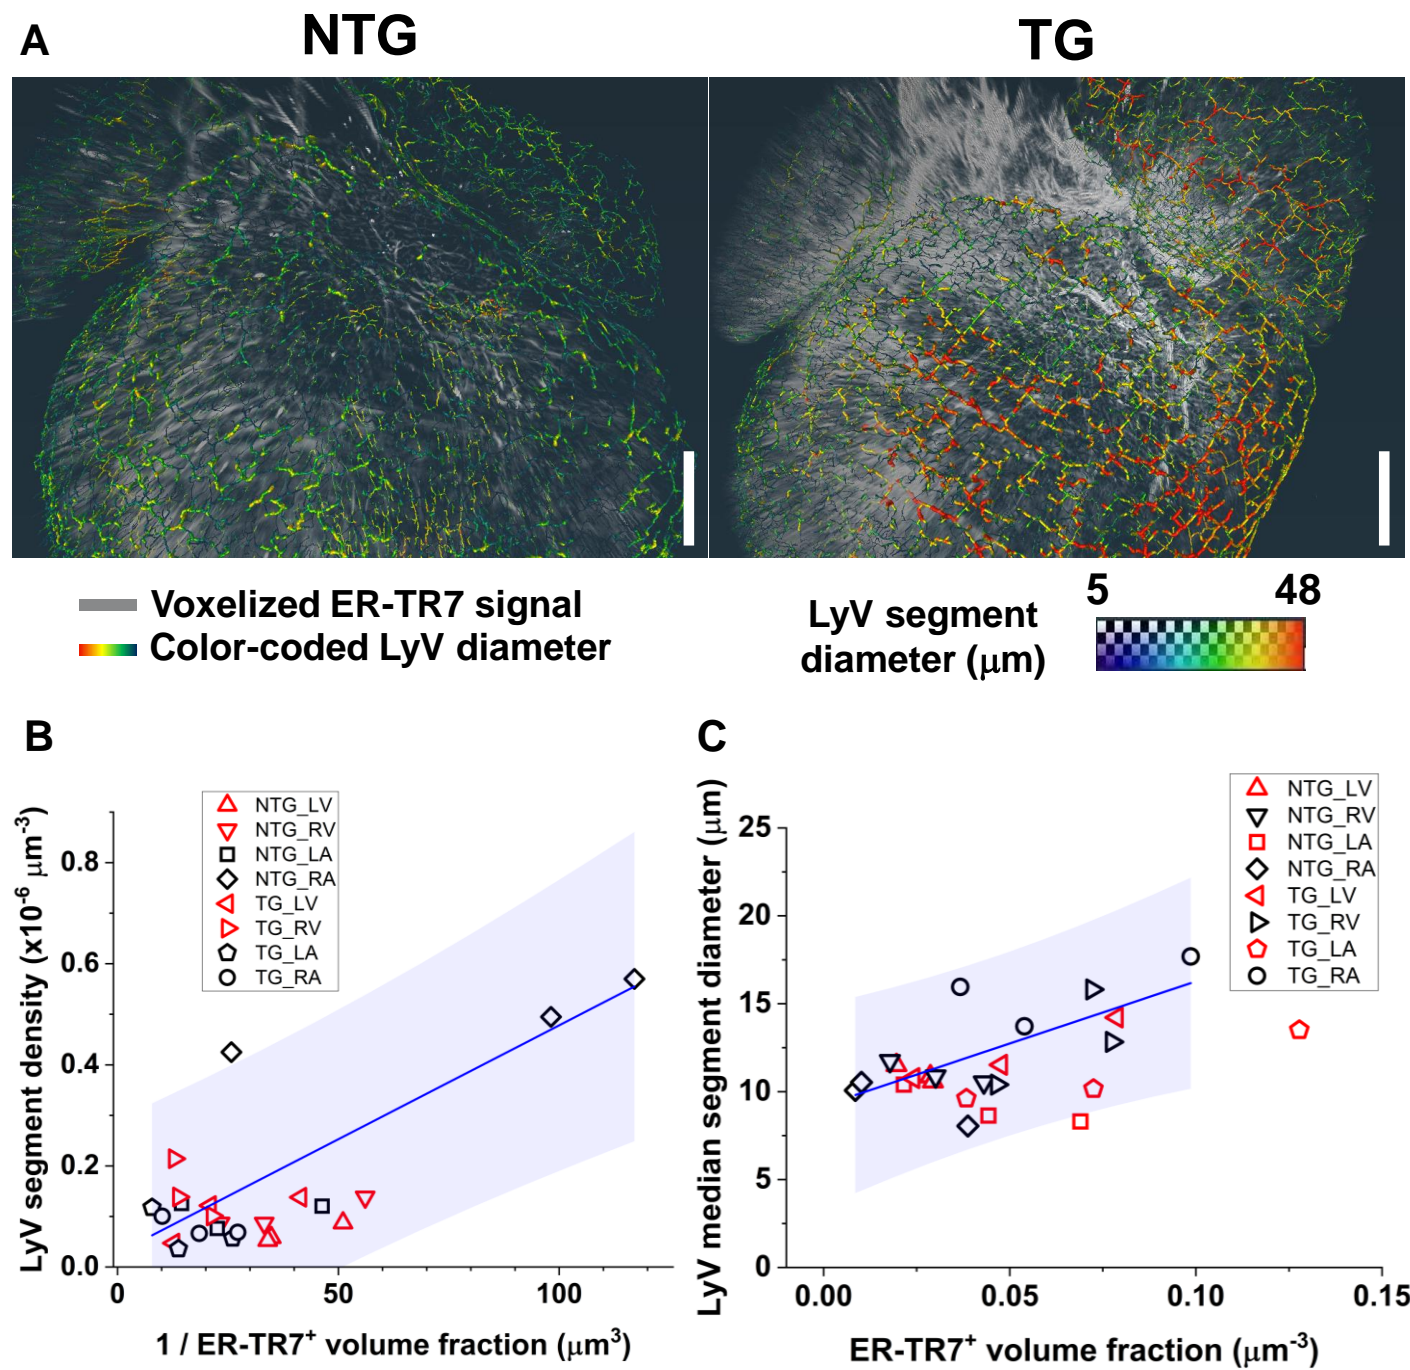 A
NTG
TG
Voxelized ER-TR7 signal
Color-coded LyV diameter
LyV segment
diameter (μm)
5
48
B
LyV segment density (x10-6 μm-3)
0.8
0.6
0.4
0.2
0.0
0
50
100
1 / ER-TR7+ volume fraction (μm3)
NTG_LV
NTG_RV
NTG_LA
NTG_RA
TG_LV
TG_RV
TG_LA
TG_RA
C
LyV median segment diameter (μm)
25
20
15
10
5
0
0.00
0.05
0.10
0.15
ER-TR7+ volume fraction (μm-3)
NTG_LV
NTG_RV
NTG_LA
NTG_RA
TG_LV
TG_RV
TG_LA
TG_RA